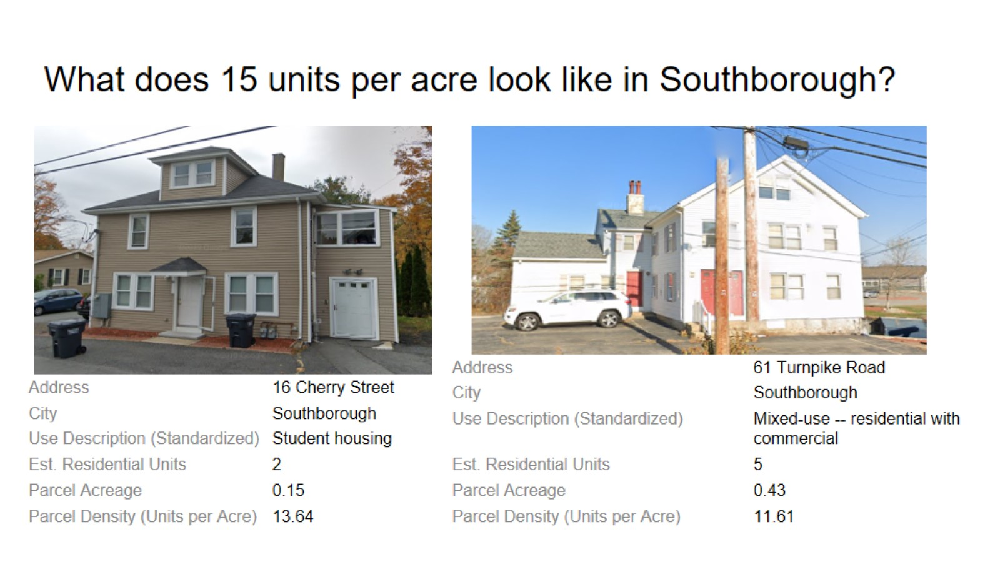 What does 15 units per acre look like in Southborough?
Address 16 Cherry Street
City Southborough
Use Description (Standardized) Student housing
Est. Residential Units 2
Parcel Acreage 0.15
Parcel Density (Units per Acre) 13.64
Address 61 Turnpike Road
City Southborough
Use Description (Standardized) Mixed-use -- residential with
commercial
Est. Residential Units 5
Parcel Acreage 0.43
Parcel Density (Units per Acre) 11.61